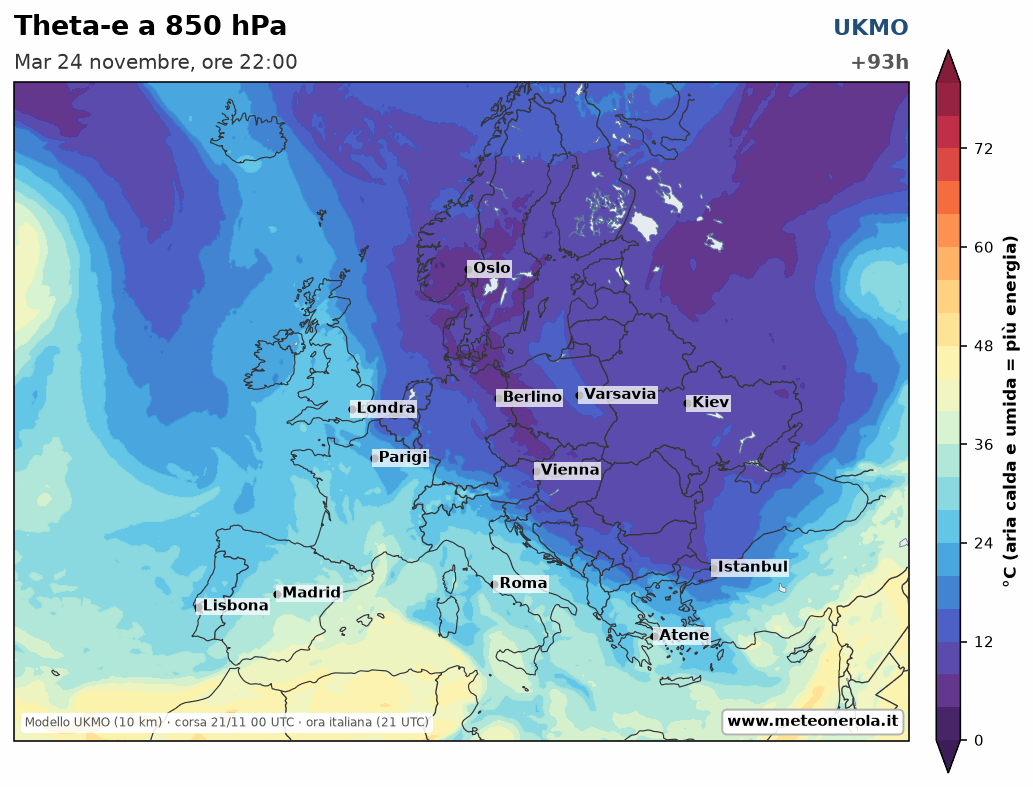 Theta-e a 850 hPa
UKMO
Mar 24 novembre, ore 22:00
+93h
72
60
48
36
24
12
0
°C (aria calda e umida = più energia)
Oslo
Berlino
Varsavia
Kiev
Londra
Parigi
Vienna
Istanbul
Roma
Madrid
Lisbona
Atene
Modello UKMO (10 km) · corsa 21/11 00 UTC · ora italiana (21 UTC)
www.meteonerola.it